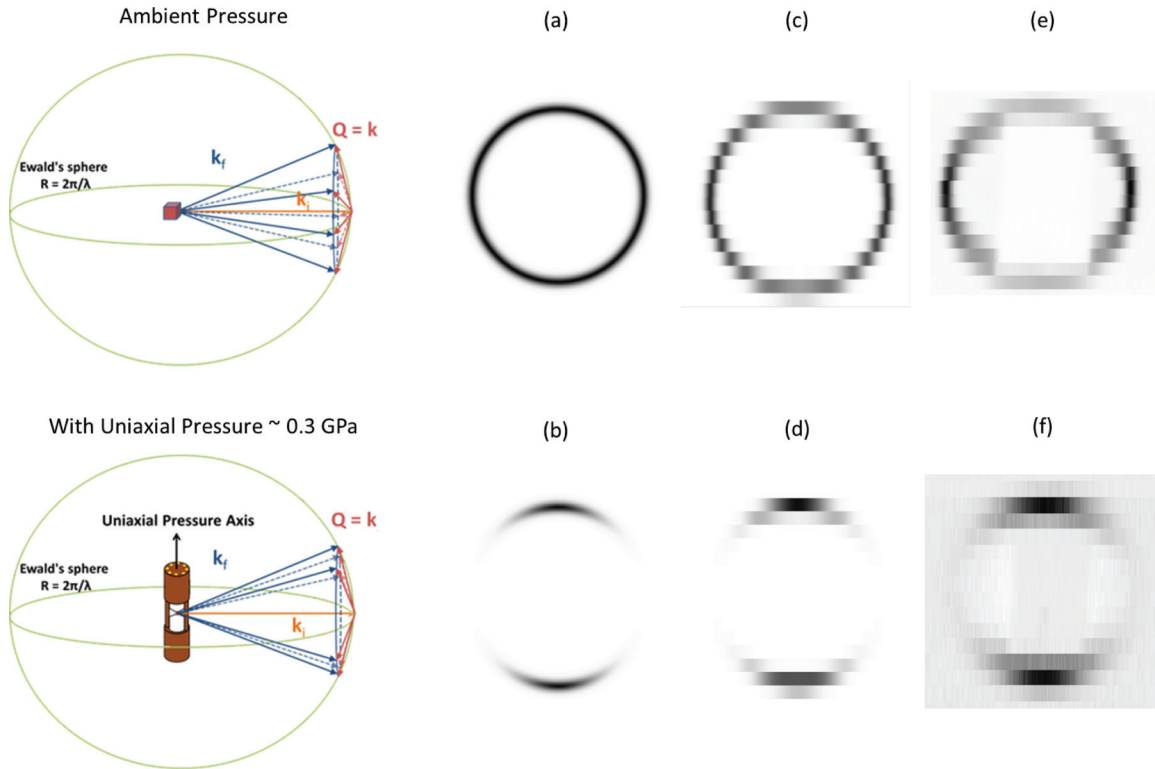 Ambient Pressure
(a)
(c)
(e)
Q = k
kf
Ewald's sphere
R = 2π/λ
ki
With Uniaxial Pressure ~ 0.3 GPa
(b)
(d)
(f)
Uniaxial Pressure Axis
Q = k
kf
Ewald's sphere
R = 2π/λ
ki